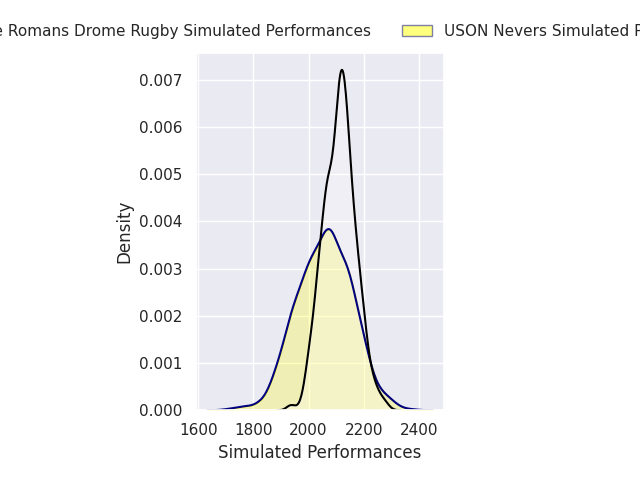 Romans Drome Rugby Simulated Performances
USON Nevers Simulated
0.007
0.006
0.005
0.004
0.003
0.002
0.001
0.000
Density
1600 1800 2000 2200 2400
Simulated Performances